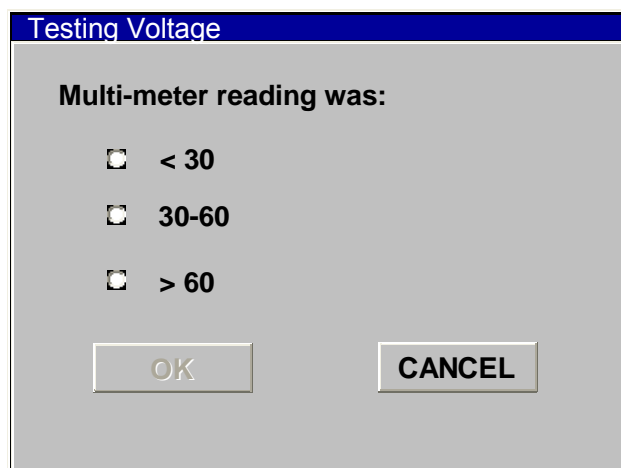 Testing Voltage
Multi-meter reading was:
< 30
30-60
> 60
OK CANCEL